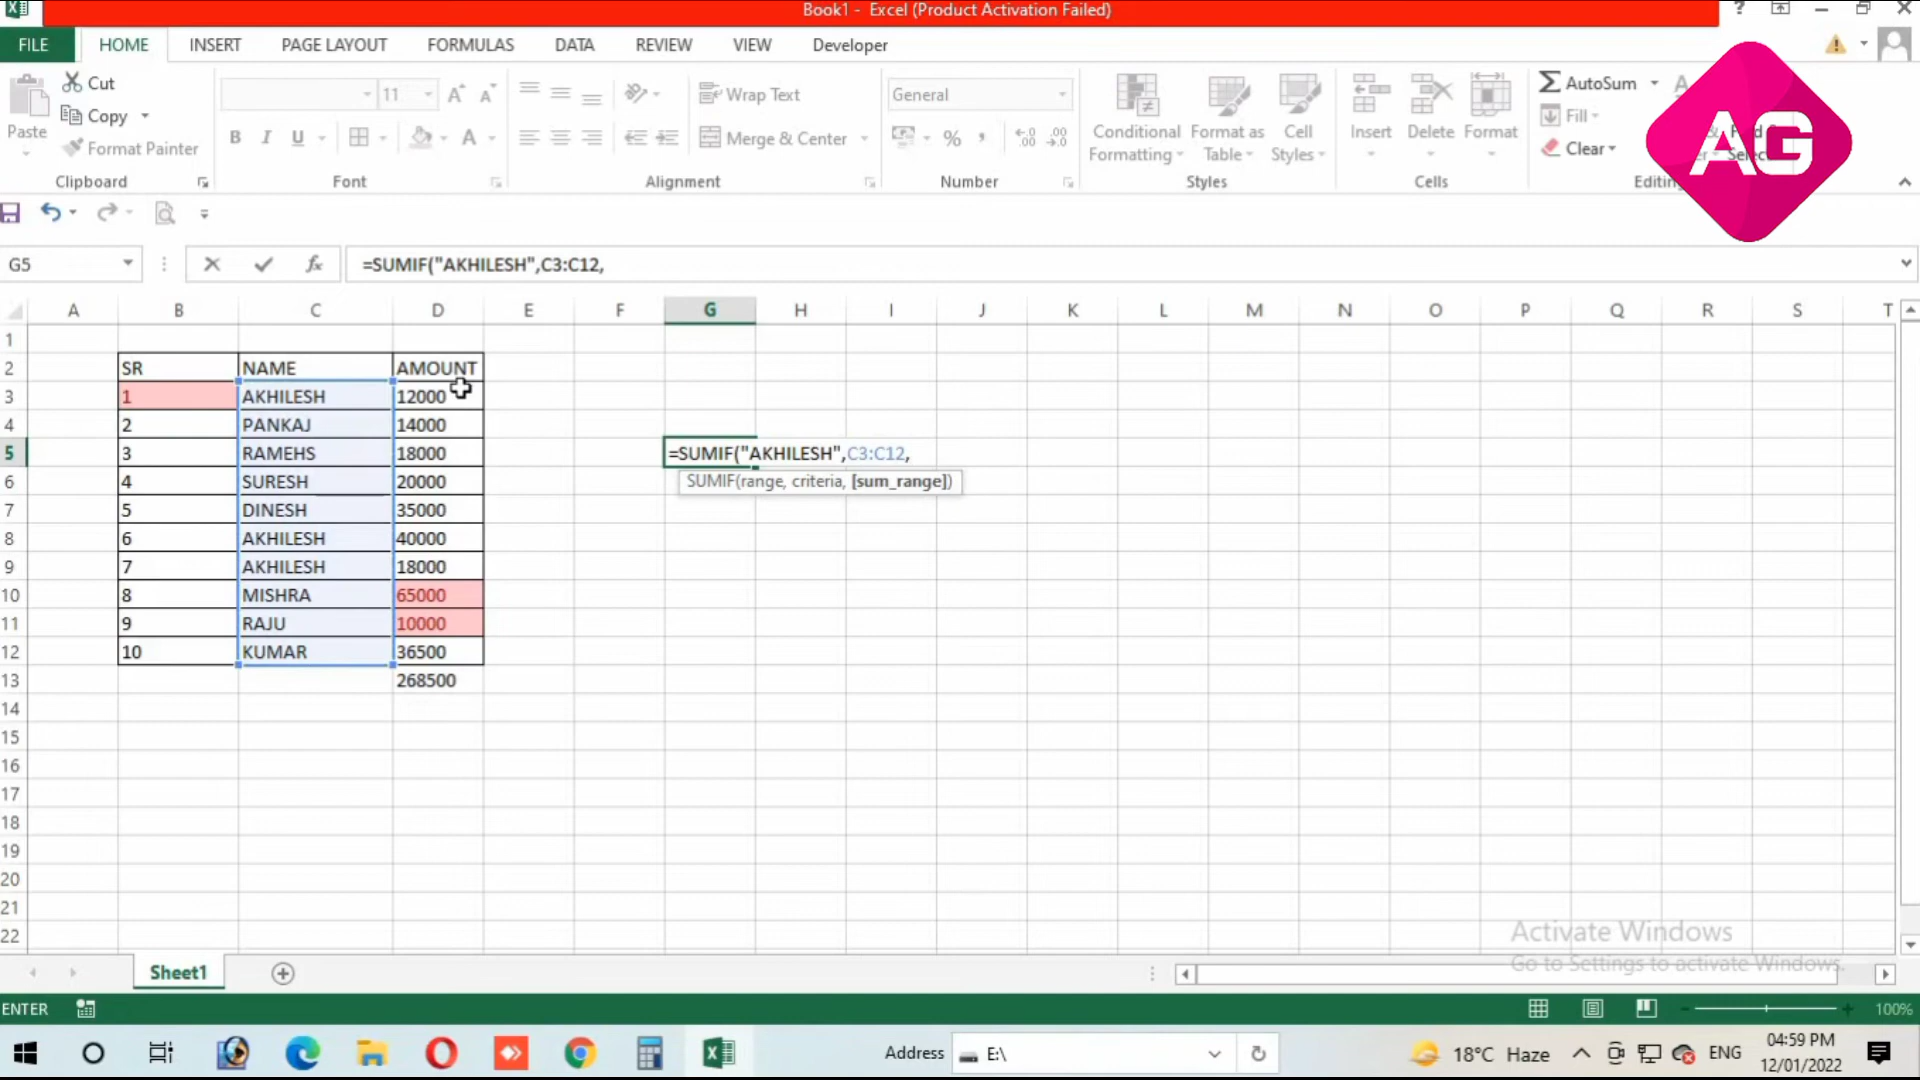 Book1 - Excel (Product Activation Failed)
FILE HOME INSERT PAGE LAYOUT FORMULAS DATA REVIEW VIEW Developer
Cut
Copy
Format Painter
Paste
Clipboard
11
B I U
A
Font
Wrap Text
Merge & Center
Alignment
General
%
Number
Conditional Formatting
Format as Table
Cell Styles
Styles
Insert
Delete
Format
Cells
AutoSum
Fill
Clear
Editing
AG
G5
fx
=SUMIF("AKHILESH",C3:C12,
A B C D E F G H I J K L M N O P Q R S T
1
2 SR NAME AMOUNT
3 1 AKHILESH 12000
4 2 PANKAJ 14000
5 3 RAMEHS 18000 =SUMIF("AKHILESH",C3:C12,
6 4 SURESH 20000 SUMIF(range, criteria, [sum_range])
7 5 DINESH 35000
8 6 AKHILESH 40000
9 7 AKHILESH 18000
10 8 MISHRA 65000
11 9 RAJU 10000
12 10 KUMAR 36500
13 268500
14
15
16
17
18
19
20
21
22
Activate Windows
Go to Settings to activate Windows.
Sheet1
ENTER
100%
Address E:\
18°C Haze
ENG
04:59 PM
12/01/2022